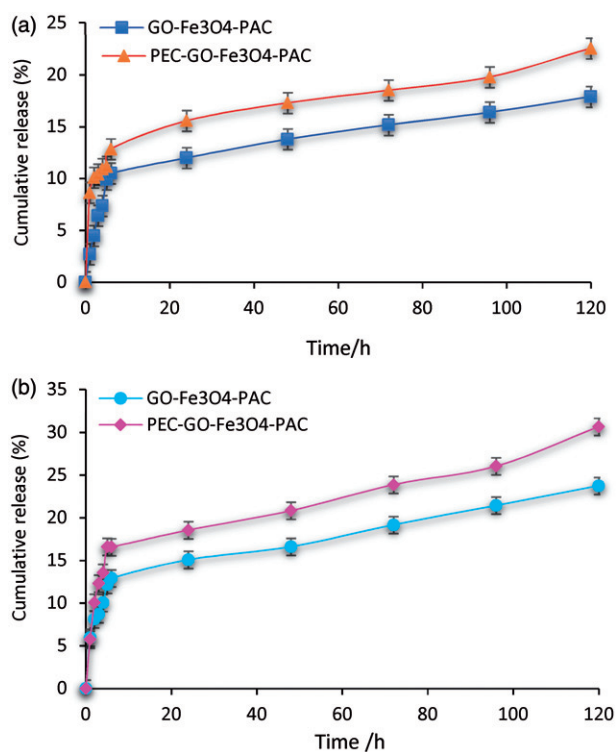 (a)
GO-Fe3O4-PAC
PEC-GO-Fe3O4-PAC
Cumulative release (%)
25
20
15
10
5
0
0 20 40 60 80 100 120
Time/h
(b)
GO-Fe3O4-PAC
PEC-GO-Fe3O4-PAC
Cumulative release (%)
35
30
25
20
15
10
5
0
0 20 40 60 80 100 120
Time/h